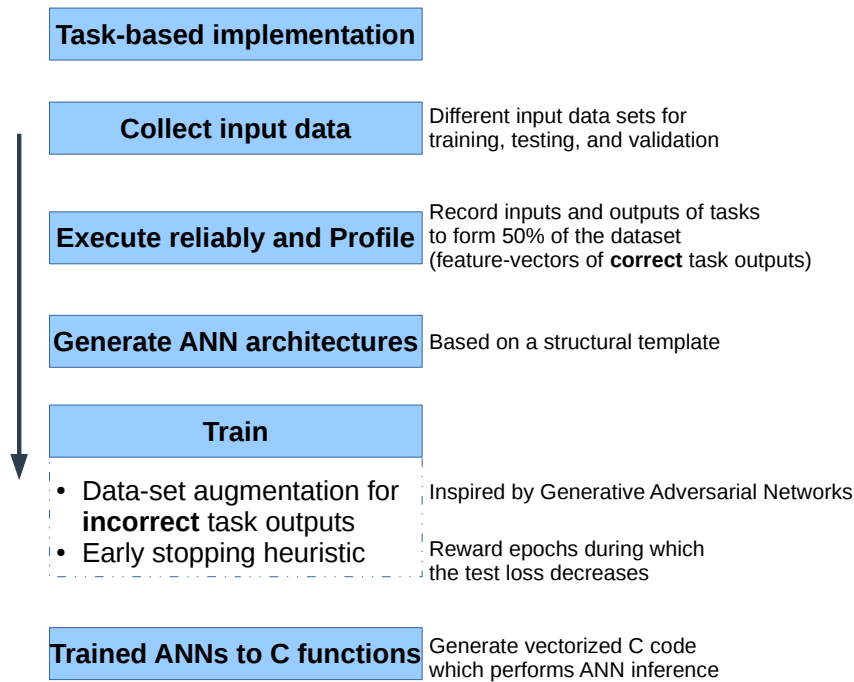 Task-based implementation
Collect input data
Different input data sets for
training, testing, and validation
Execute reliably and Profile
Record inputs and outputs of tasks
to form 50% of the dataset
(feature-vectors of correct task outputs)
Generate ANN architectures
Based on a structural template
Train
• Data-set augmentation for
incorrect task outputs
Inspired by Generative Adversarial Networks
• Early stopping heuristic
Reward epochs during which
the test loss decreases
Trained ANNs to C functions
Generate vectorized C code
which performs ANN inference